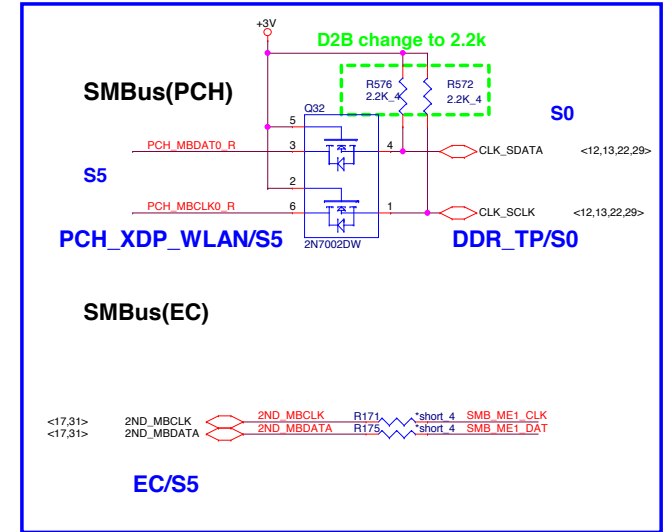 +3V
D2B change to 2.2k
SMBus(PCH)
R576
2.2K_4
R572
2.2K_4
Q32
S0
5
PCH_MBDAT0_R
3
4
CLK_SDATA
<12,13,22,29>
S5
2
PCH_MBCLK0_R
6
1
CLK_SCLK
<12,13,22,29>
PCH_XDP_WLAN/S5
2N7002DW
DDR_TP/S0
SMBus(EC)
<17,31>
2ND_MBCLK
2ND_MBCLK
R171
*short_4
SMB_ME1_CLK
<17,31>
2ND_MBDATA
2ND_MBDATA
R175
*short_4
SMB_ME1_DAT
EC/S5